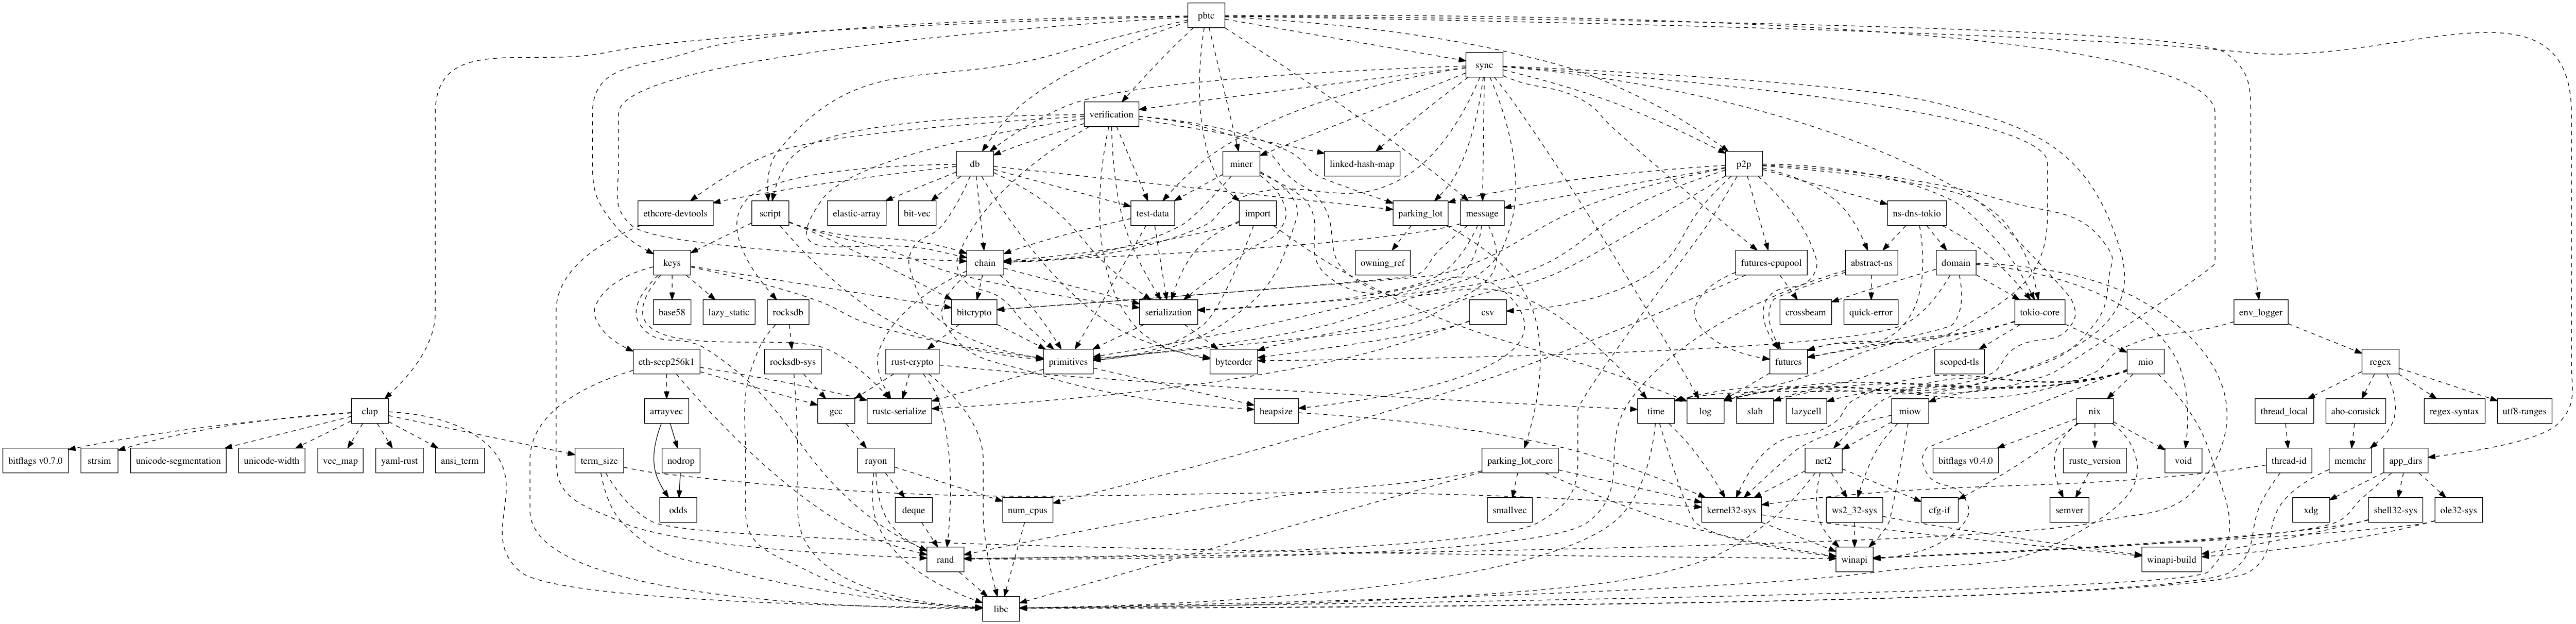 pbtc
sync
verification
db
miner
linked-hash-map
p2p
ethcore-devtools
script
elastic-array
bit-vec
test-data
import
parking_lot
message
ns-dns-tokio
keys
chain
owning_ref
futures-cpupool
abstract-ns
domain
base58
lazy_static
rocksdb
bitcrypto
serialization
csv
crossbeam
quick-error
tokio-core
env_logger
eth-secp256k1
rocksdb-sys
rust-crypto
primitives
byteorder
futures
scoped-tls
mio
regex
clap
arrayvec
gcc
rustc-serialize
heapsize
time
log
slab
lazycell
miow
nix
thread_local
aho-corasick
regex-syntax
utf8-ranges
bitflags v0.7.0
strsim
unicode-segmentation
unicode-width
vec_map
yaml-rust
ansi_term
term_size
nodrop
rayon
parking_lot_core
net2
bitflags v0.4.0
rustc_version
void
thread-id
memchr
app_dirs
odds
deque
num_cpus
smallvec
kernel32-sys
ws2_32-sys
cfg-if
semver
xdg
shell32-sys
ole32-sys
rand
winapi
winapi-build
libc